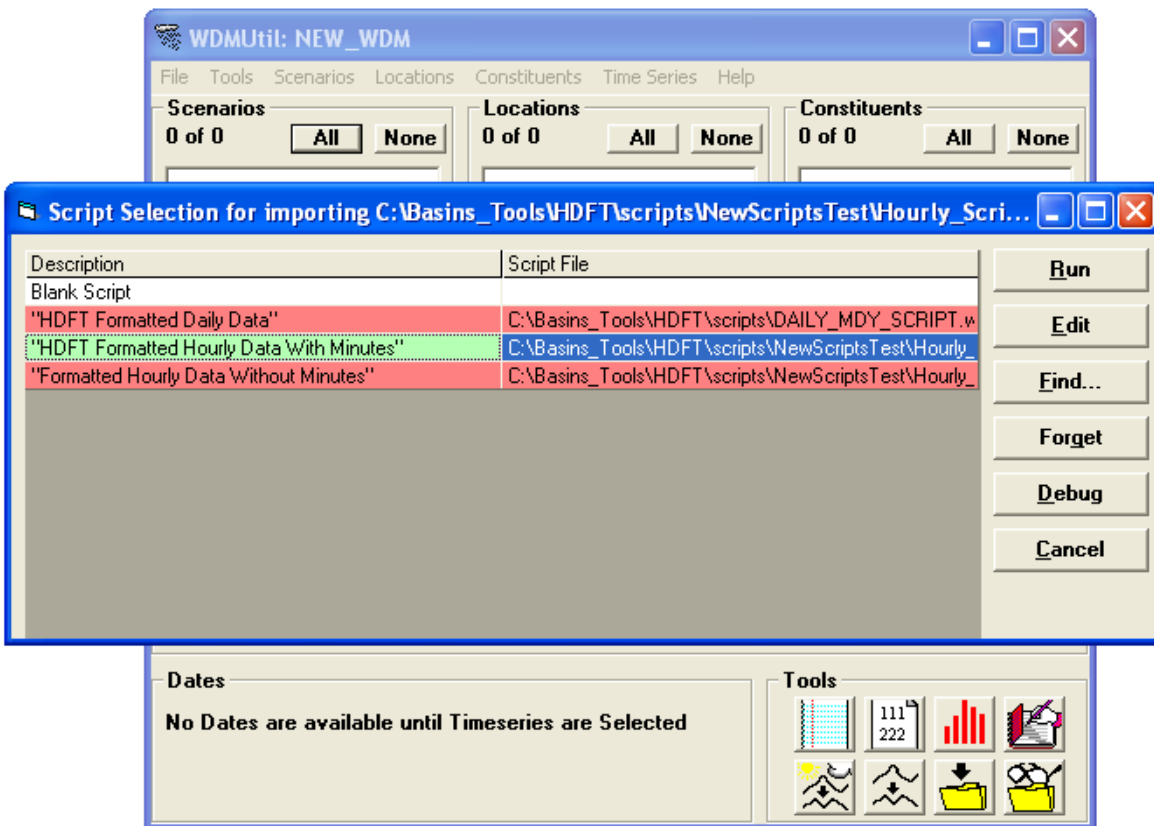 WDMUtil: NEW_WDM
File Tools Scenarios Locations Constituents Time Series Help
Scenarios Locations Constituents
0 of 0 All None 0 of 0 All None 0 of 0 All None
Script Selection for importing C:\Basins_Tools\HDFT\scripts\NewScriptsTest\Hourly_Scri...
Description Script File Run
Blank Script
"HDFT Formatted Daily Data" C:\Basins_Tools\HDFT\scripts\DAILY_MDY_SCRIPT.w Edit
"HDFT Formatted Hourly Data With Minutes" C:\Basins_Tools\HDFT\scripts\NewScriptsTest\Hourly_
"Formatted Hourly Data Without Minutes" C:\Basins_Tools\HDFT\scripts\NewScriptsTest\Hourly_ Find...
Forget
Debug
Cancel
Dates Tools
No Dates are available until Timeseries are Selected
111
222